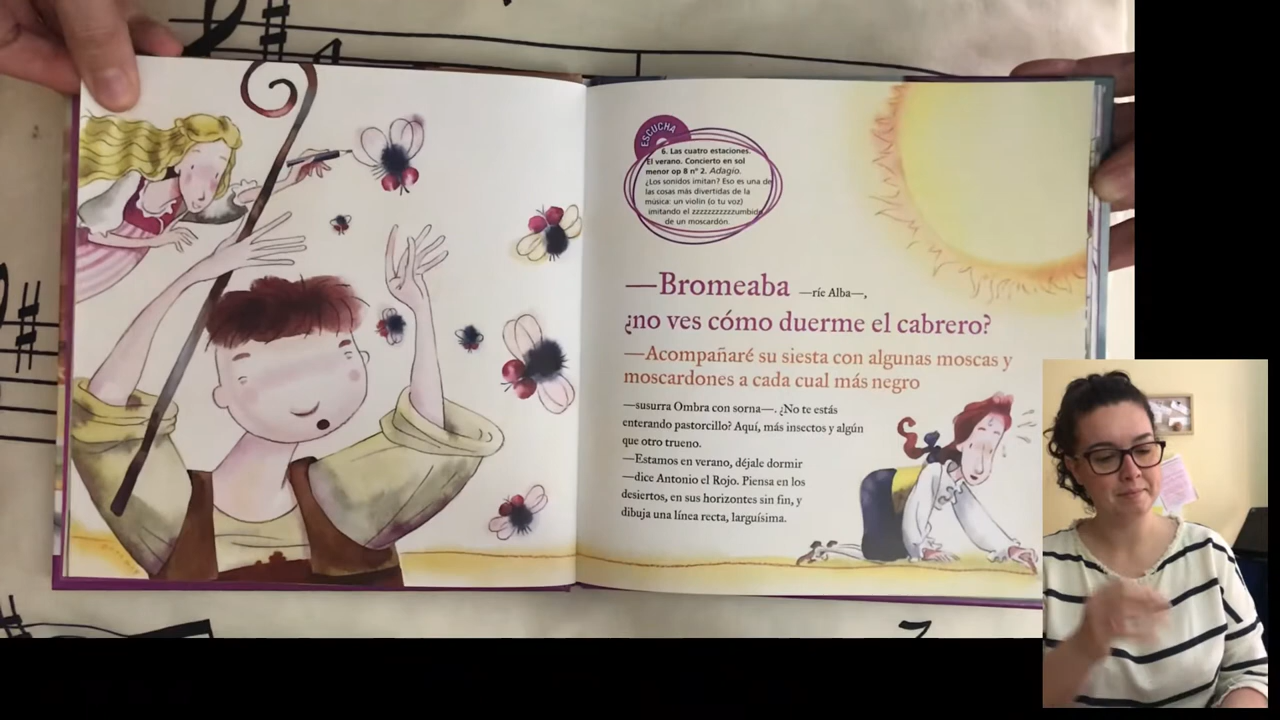 ESCUCHA
6. Las cuatro estaciones.
El verano. Concierto en sol
menor op 8 nº 2. Adagio.
¿Los sonidos imitan? Eso es una de
las cosas más divertidas de la
música: un violín (o tu voz)
imitando el zzzzzzzzzzumbido
de un moscardón.
—Bromeaba —ríe Alba—,
¿no ves cómo duerme el cabrero?
—Acompañaré su siesta con algunas moscas y
moscardones a cada cual más negro
—susurra Ombra con sorna—. ¿No te estás
enterando pastorcillo? Aquí, más insectos y algún
que otro trueno.
—Estamos en verano, déjale dormir
—dice Antonio el Rojo. Piensa en los
desiertos, en sus horizontes sin fin, y
dibuja una línea recta, larguísima.